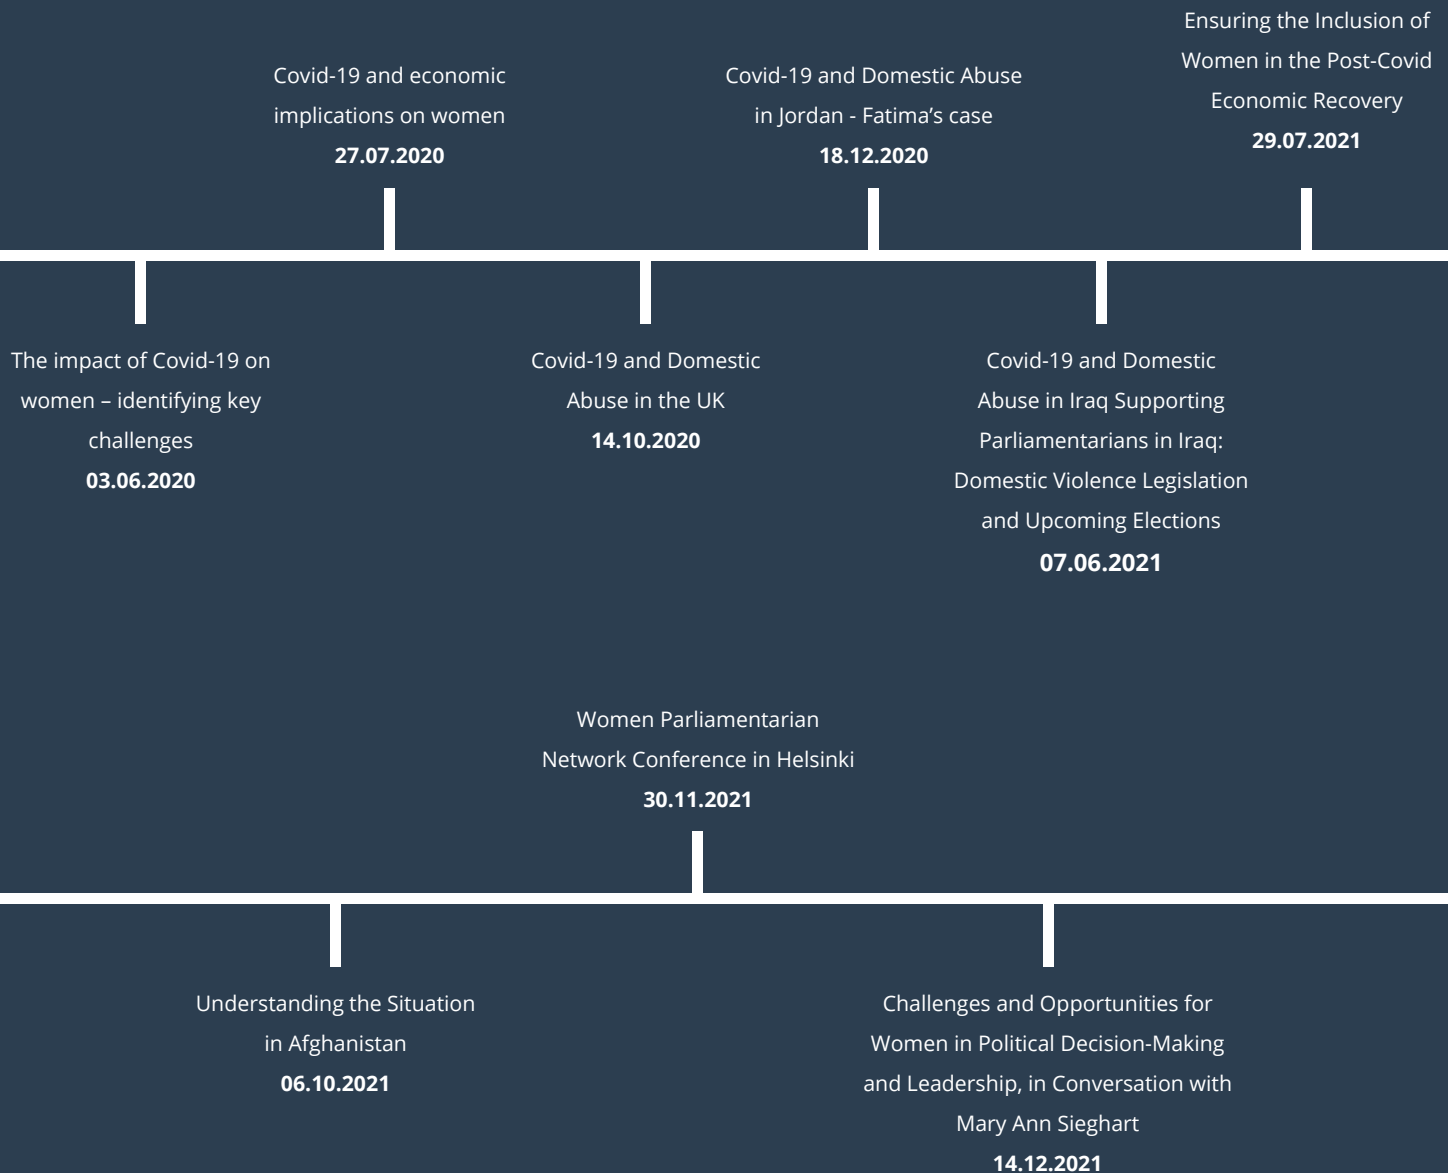 The impact of Covid-19 on
women – identifying key
challenges
03.06.2020
Covid-19 and economic
implications on women
27.07.2020
Covid-19 and Domestic
Abuse in the UK
14.10.2020
Covid-19 and Domestic Abuse
in Jordan - Fatima’s case
18.12.2020
Covid-19 and Domestic
Abuse in Iraq Supporting
Parliamentarians in Iraq:
Domestic Violence Legislation
and Upcoming Elections
07.06.2021
Ensuring the Inclusion of
Women in the Post-Covid
Economic Recovery
29.07.2021
Understanding the Situation
in Afghanistan
06.10.2021
Women Parliamentarian
Network Conference in Helsinki
30.11.2021
Challenges and Opportunities for
Women in Political Decision-Making
and Leadership, in Conversation with
Mary Ann Sieghart
14.12.2021